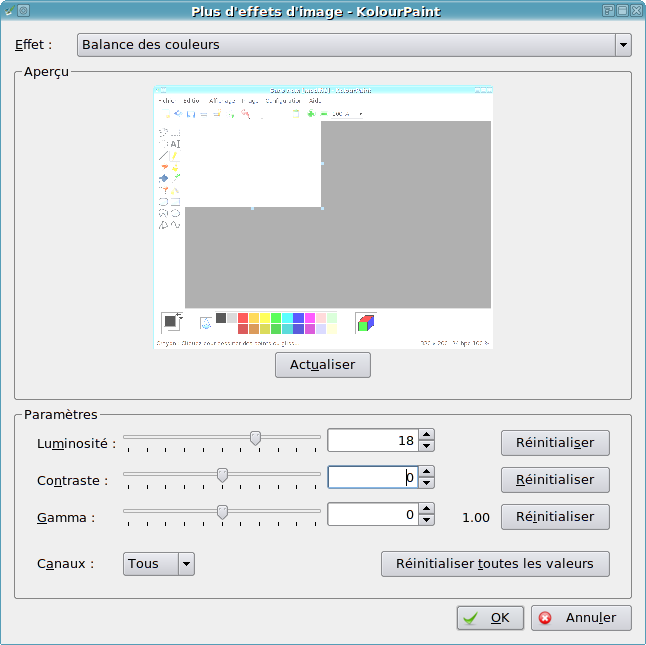 Plus d'effets d'image - KolourPaint
Effet : Balance des couleurs
Aperçu
Actualiser
Paramètres
Luminosité : 18 Réinitialiser
Contraste : 0 Réinitialiser
Gamma : 0 1.00 Réinitialiser
Canaux : Tous Réinitialiser toutes les valeurs
OK Annuler